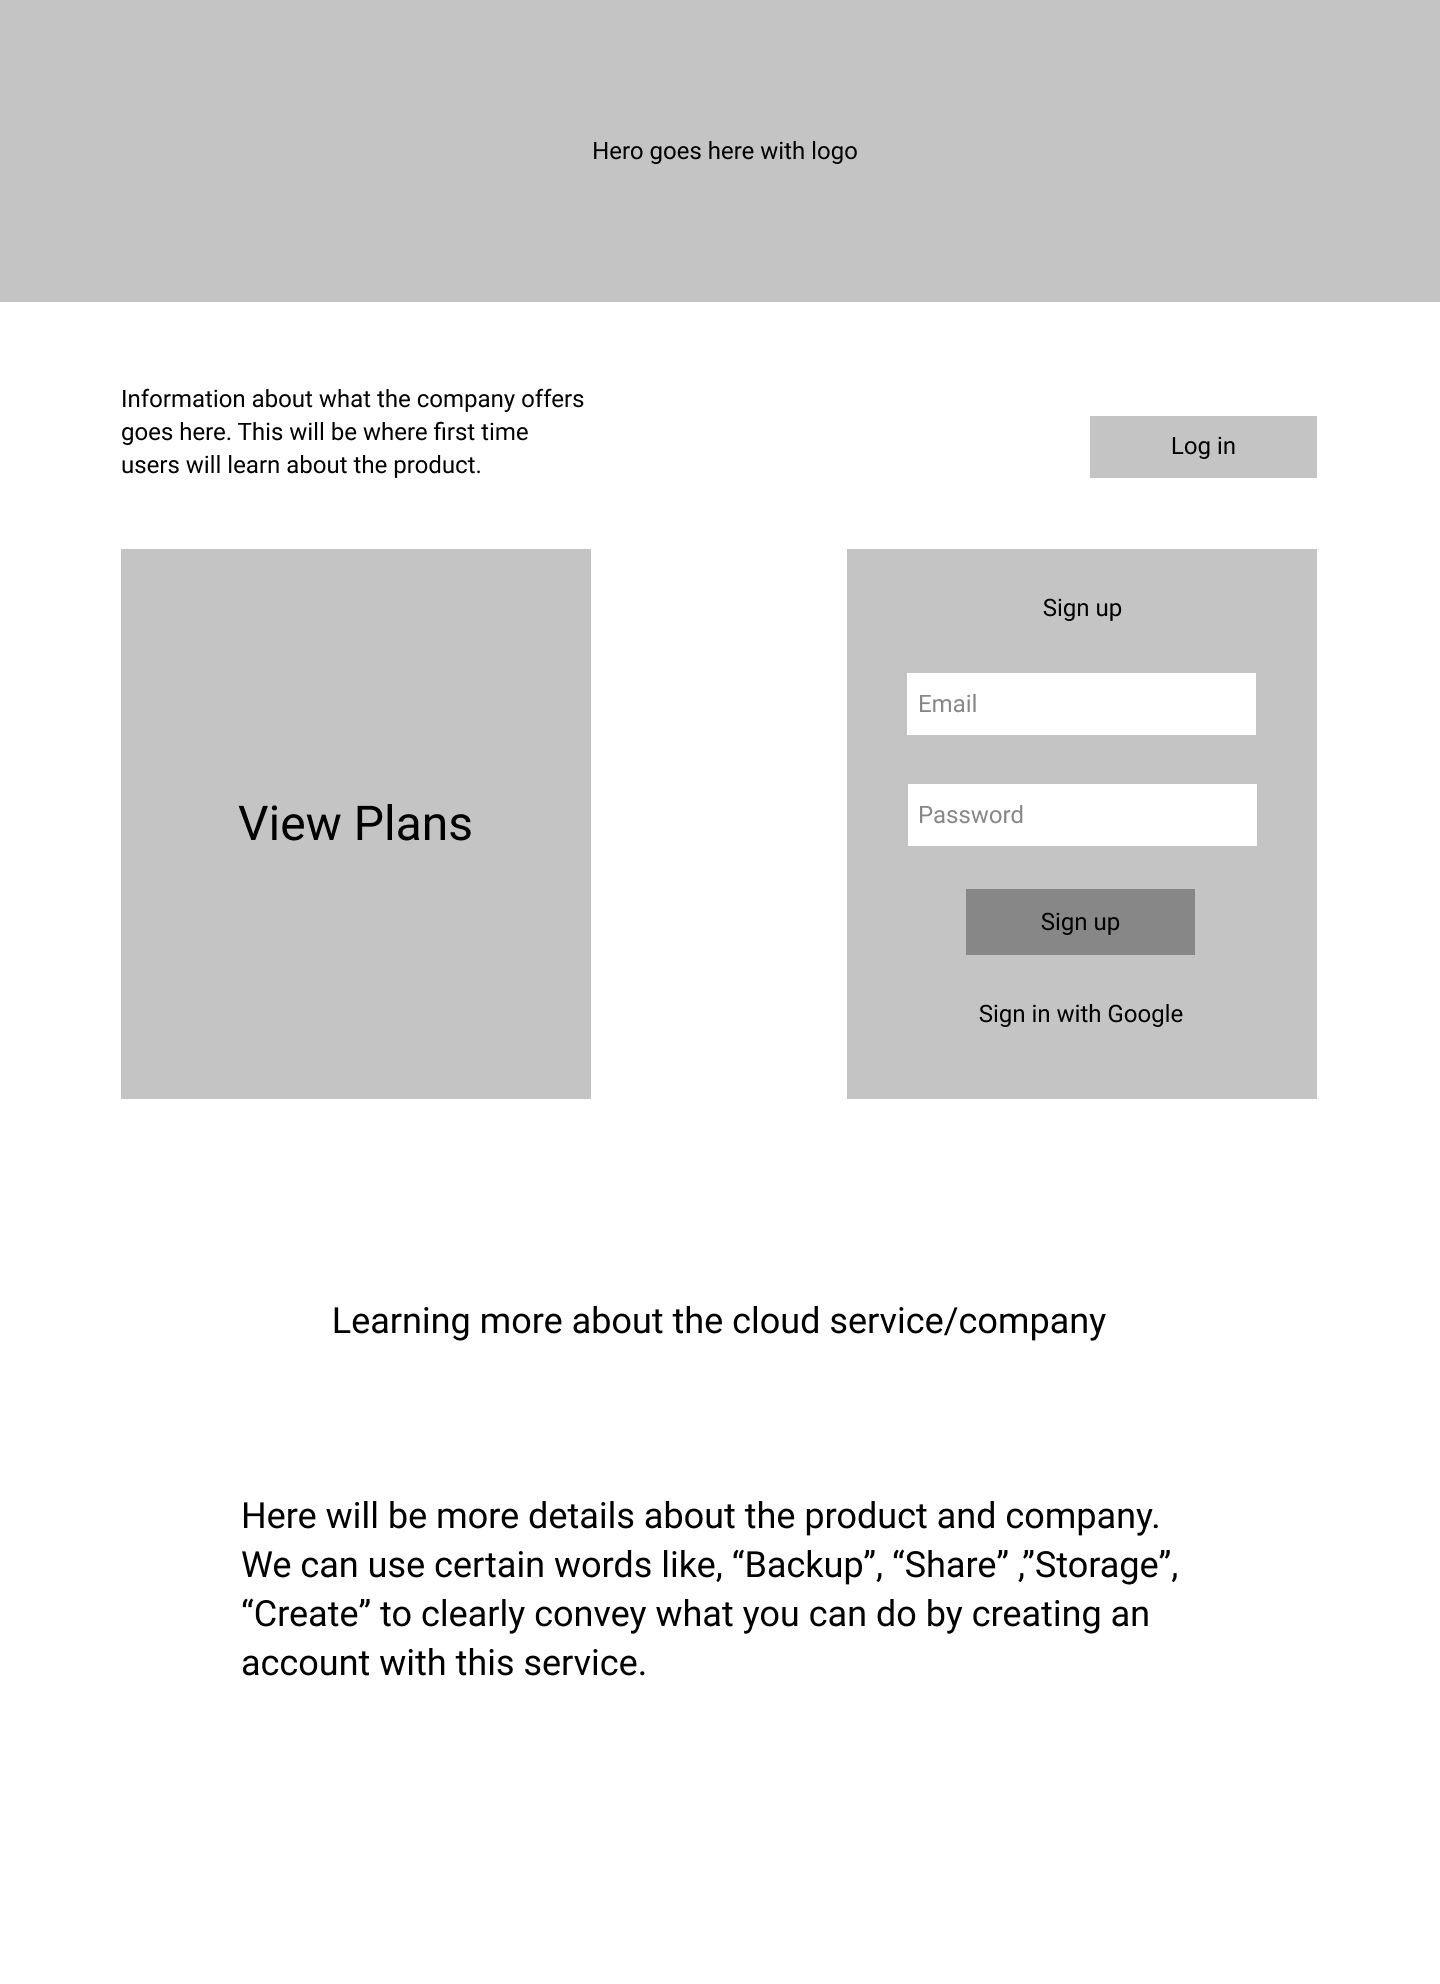 Hero goes here with logo
Information about what the company offers
goes here. This will be where first time
users will learn about the product.
Log in
View Plans
Sign up
Email
Password
Sign up
Sign in with Google
Learning more about the cloud service/company
Here will be more details about the product and company.
We can use certain words like, “Backup”, “Share” ,”Storage”,
“Create” to clearly convey what you can do by creating an
account with this service.